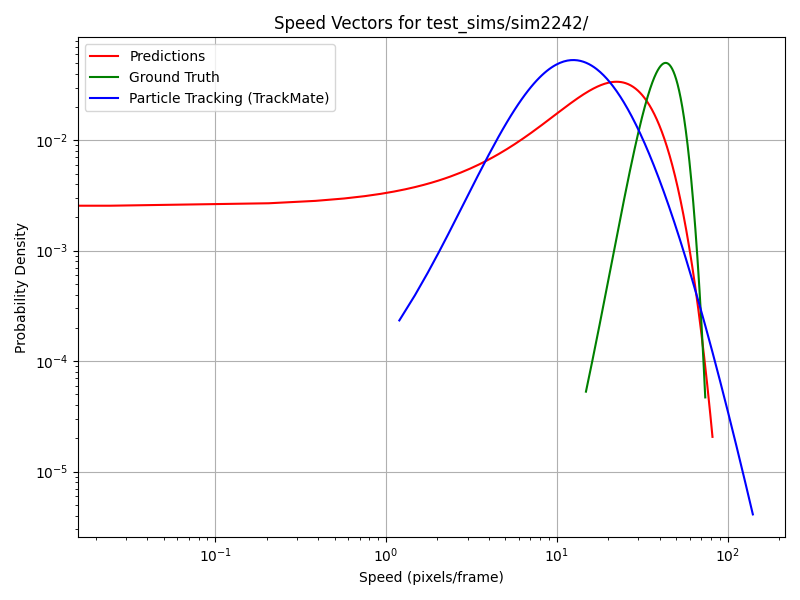 Speed Vectors for test_sims/sim2242/
Predictions
Ground Truth
Particle Tracking (TrackMate)
Probability Density
10⁻²
10⁻³
10⁻⁴
10⁻⁵
10⁻¹
10⁰
10¹
10²
Speed (pixels/frame)